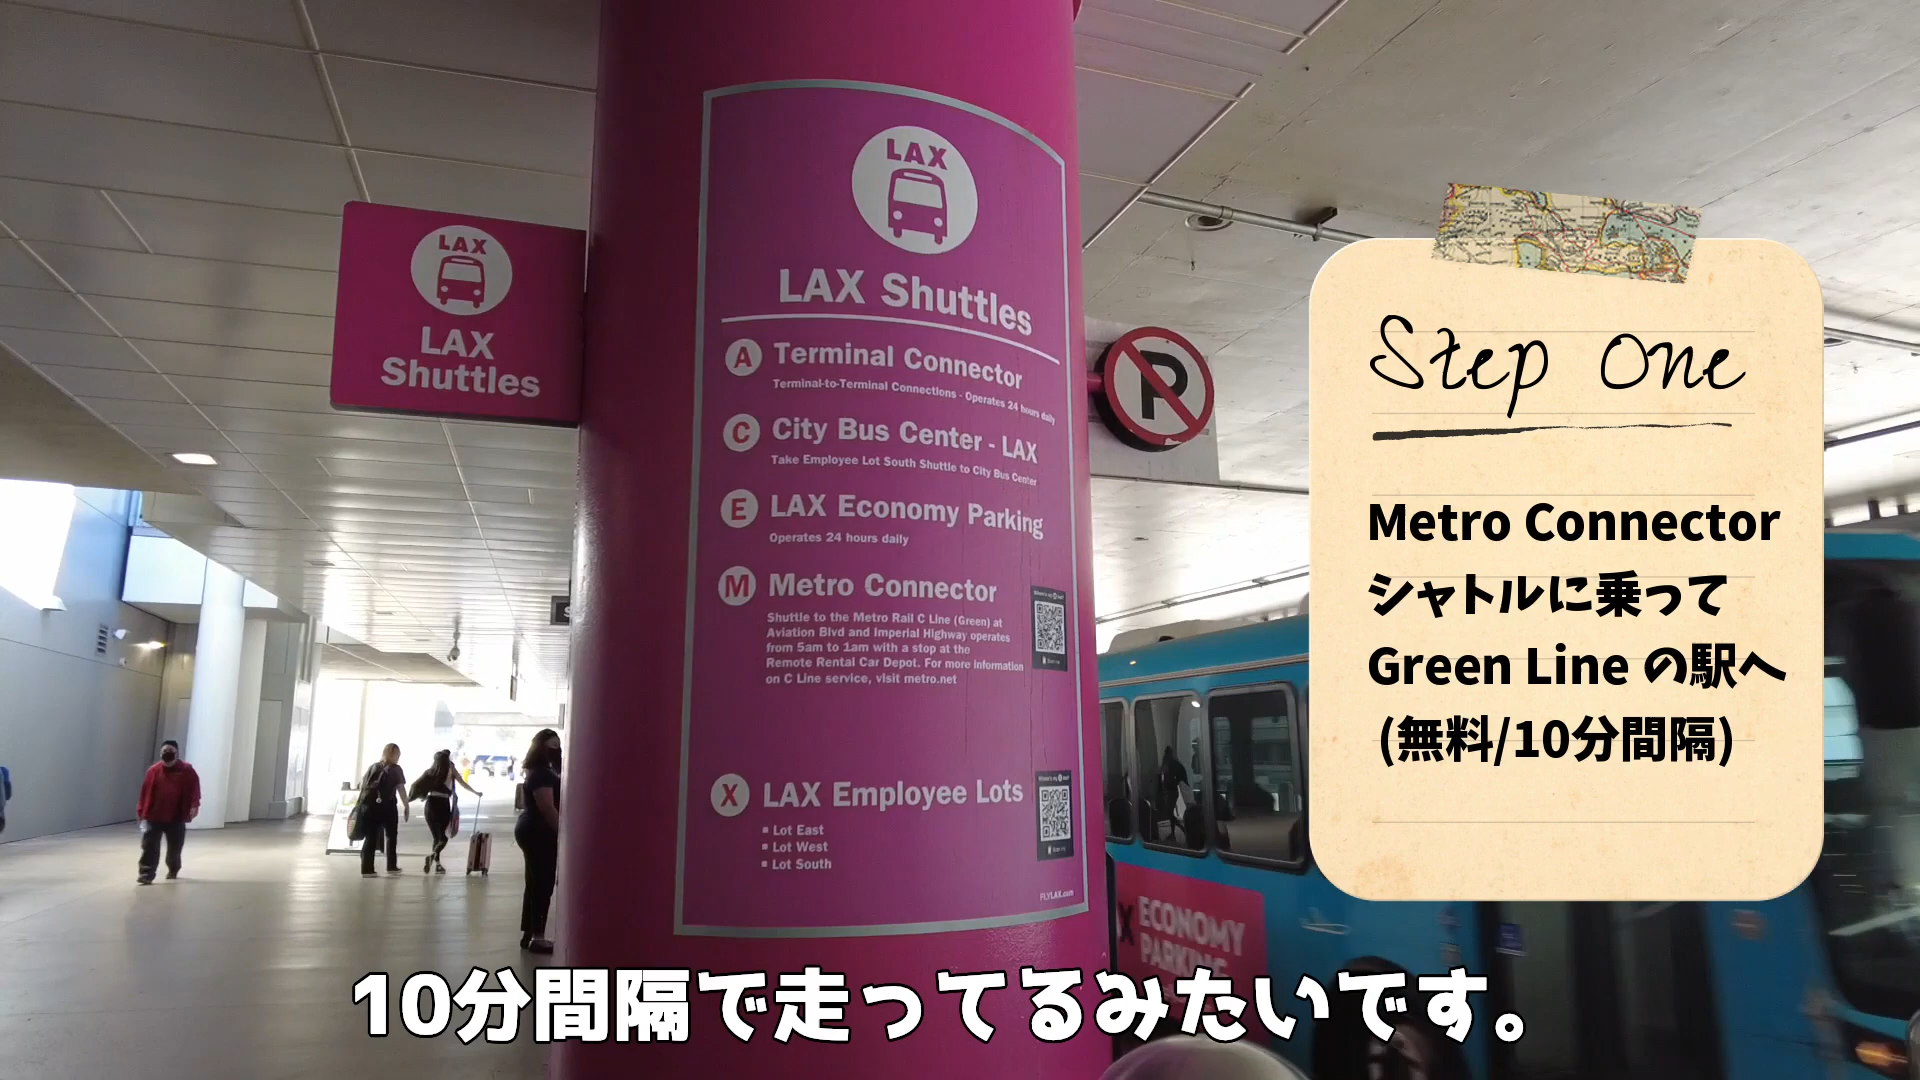 LAX
LAX
Shuttles
LAX
LAX Shuttles
A Terminal Connector
Terminal-to-Terminal Connections - Operates 24 hours daily
C City Bus Center - LAX
Take Employee Lot South Shuttle to City Bus Center
E LAX Economy Parking
Operates 24 hours daily
M Metro Connector
Shuttle to the Metro Rail C Line (Green) at
Aviation Blvd and Imperial Highway operates
from 5am to 1am with a stop at the
Remote Rental Car Depot. For more information
on C Line service, visit metro.net
X LAX Employee Lots
▪ Lot East
▪ Lot West
▪ Lot South
FLYLAX.com
P
Step One
Metro Connector
シャトルに乗って
Green Line の駅へ
(無料/10分間隔)
ECONOMY
PARKING
10分間隔で走ってるみたいです。